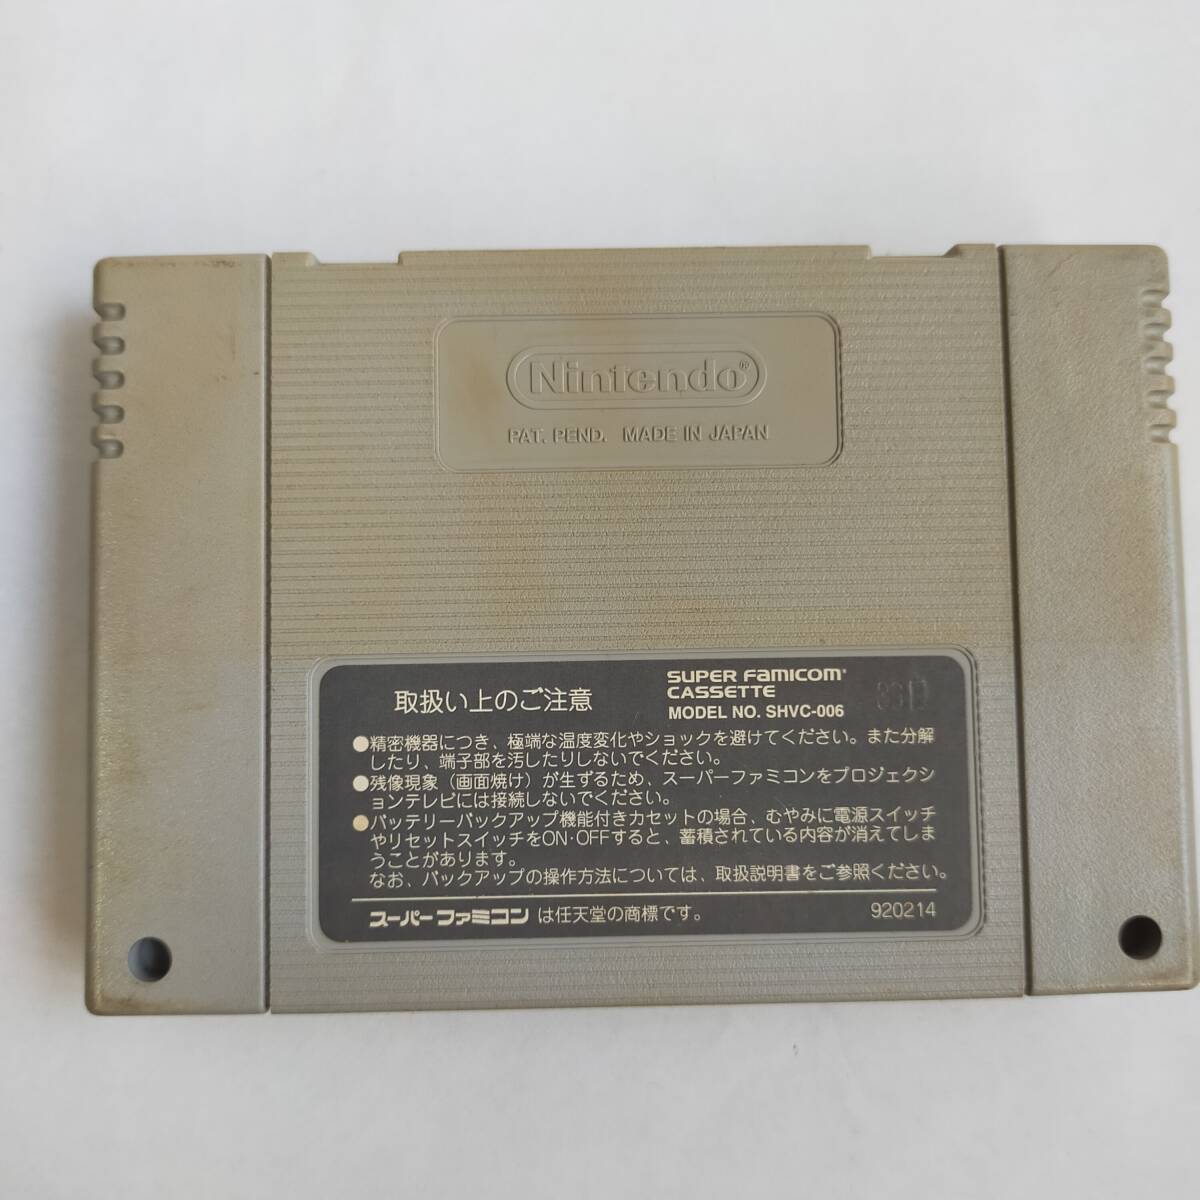 Nintendo®
PAT. PEND. MADE IN JAPAN
取扱い上のご注意
SUPER FAMICOM®
CASSETTE
MODEL NO. SHVC-006
●精密機器につき、極端な温度変化やショックを避けてください。また分解
したり、端子部を汚したりしないでください。
●残像現象（画面焼け）が生ずるため、スーパーファミコンをプロジェクシ
ョンテレビには接続しないでください。
●バッテリーバックアップ機能付きカセットの場合、むやみに電源スイッチ
やリセットスイッチをON・OFFすると、蓄積されている内容が消えてしま
うことがあります。
なお、バックアップの操作方法については、取扱説明書をご参照ください。
スーパーファミコン は任天堂の商標です。
920214